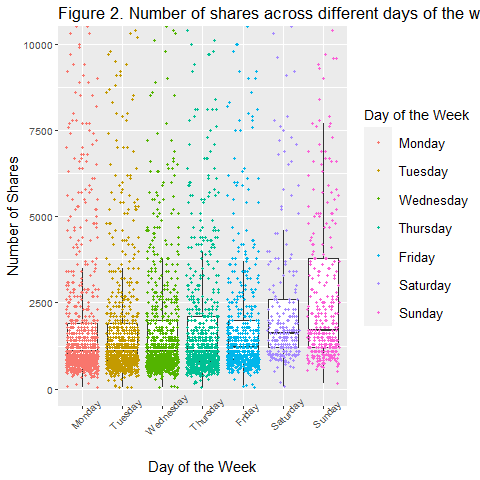 Figure 2. Number of shares across different days of the w
10000
7500
5000
2500
0
Number of Shares
Monday
Tuesday
Wednesday
Thursday
Friday
Saturday
Sunday
Day of the Week
Day of the Week
Monday
Tuesday
Wednesday
Thursday
Friday
Saturday
Sunday